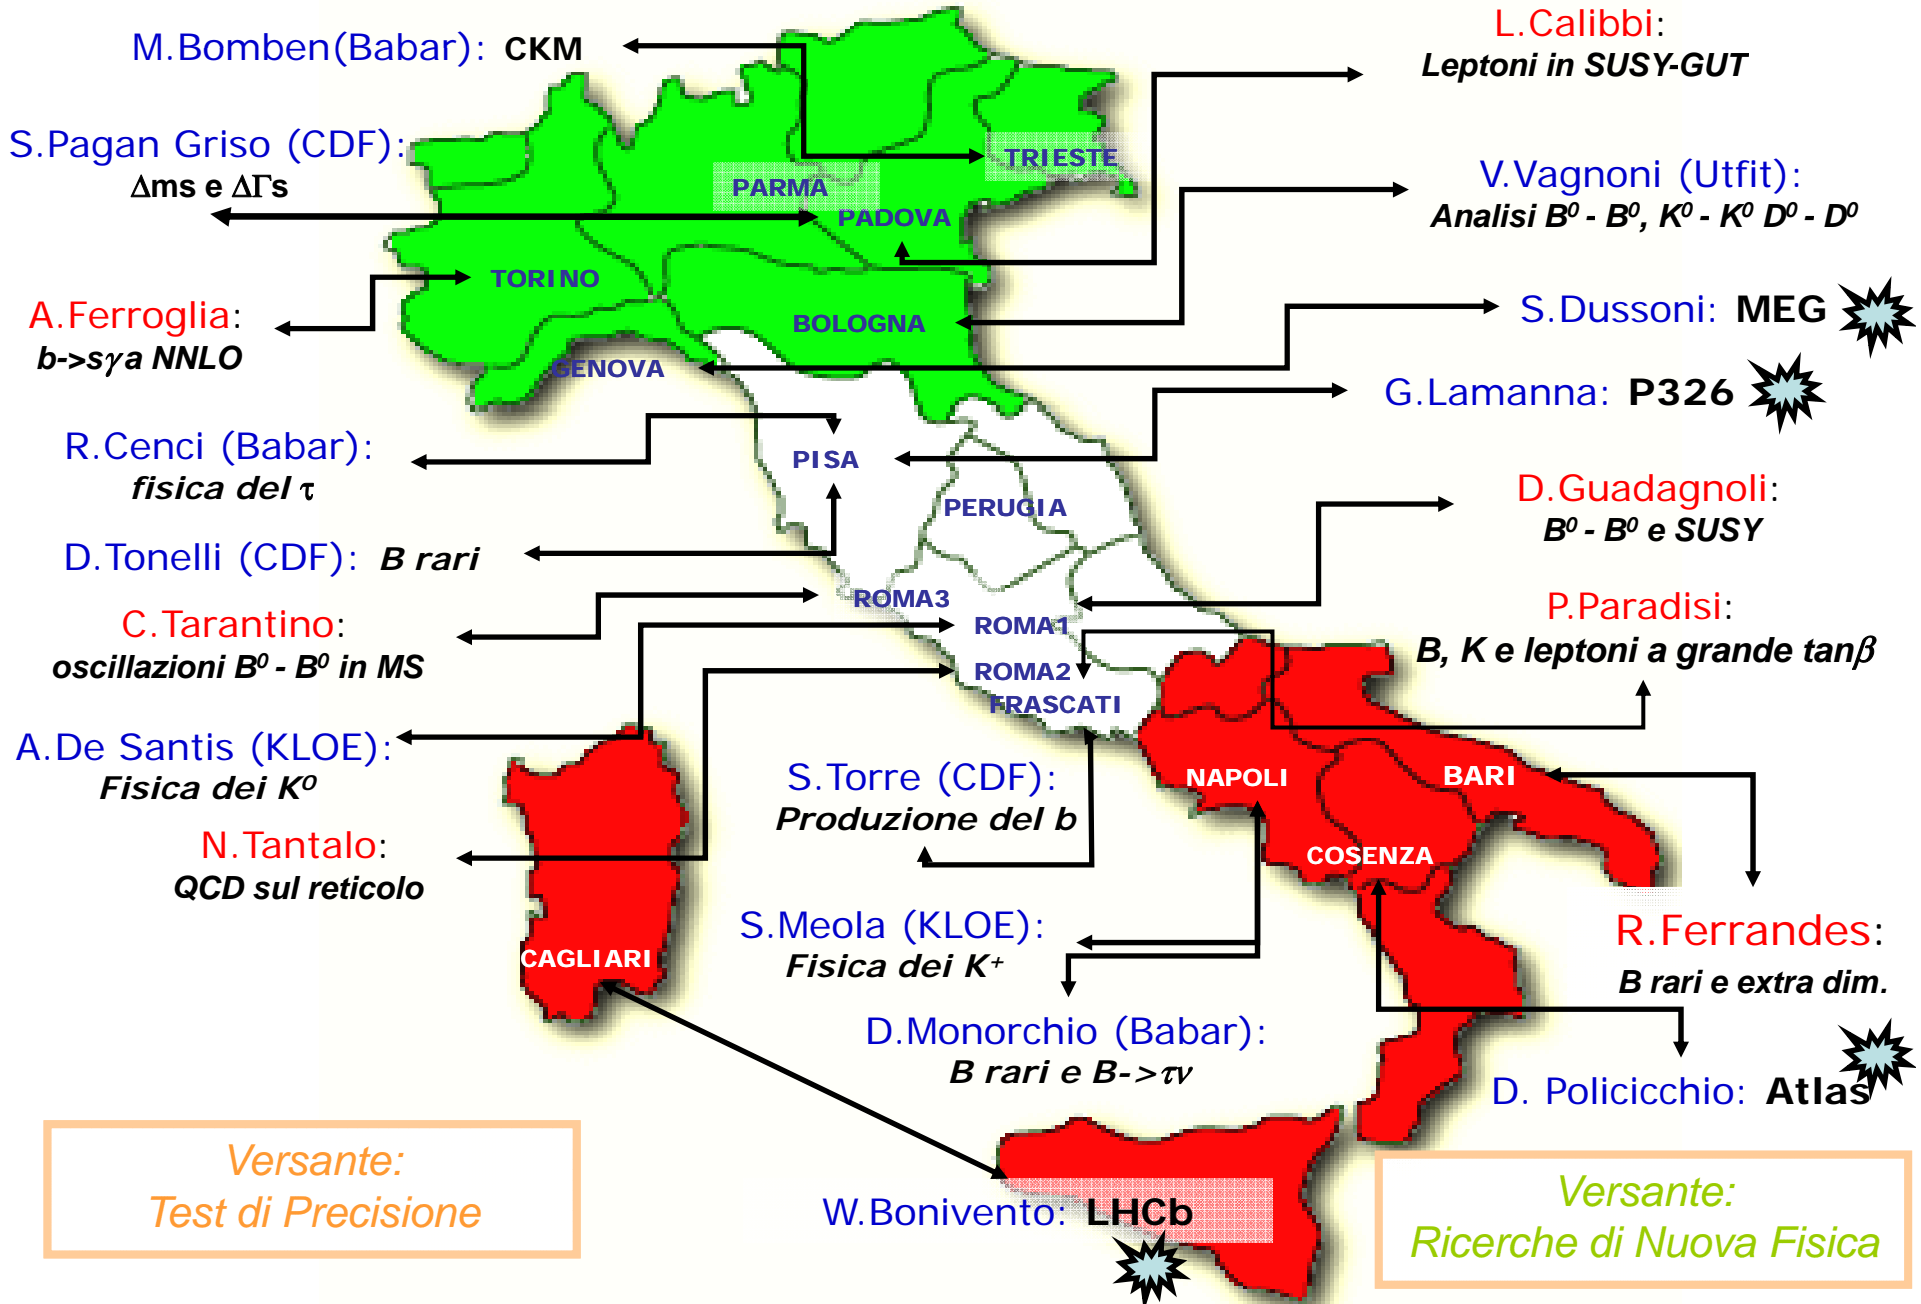 M.Bomben(Babar): CKM
S.Pagan Griso (CDF):
Δms e ΔΓs
A.Ferroglia:
b->sγ a NNLO
R.Cenci (Babar):
fisica del τ
D.Tonelli (CDF): B rari
C.Tarantino:
oscillazioni B⁰ - B⁰ in MS
A.De Santis (KLOE):
Fisica dei K⁰
N.Tantalo:
QCD sul reticolo
L.Calibbi:
Leptoni in SUSY-GUT
V.Vagnoni (Utfit):
Analisi B⁰ - B⁰, K⁰ - K⁰ D⁰ - D⁰
S.Dussoni: MEG
G.Lamanna: P326
D.Guadagnoli:
B⁰ - B⁰ e SUSY
P.Paradisi:
B, K e leptoni a grande tanβ
TRIESTE
PARMA
PADOVA
TORINO
BOLOGNA
GENOVA
PISA
PERUGIA
ROMA3
ROMA1
ROMA2
FRASCATI
NAPOLI
BARI
COSENZA
CAGLIARI
S.Torre (CDF):
Produzione del b
S.Meola (KLOE):
Fisica dei K⁺
D.Monorchio (Babar):
B rari e B->τν
R.Ferrandes:
B rari e extra dim.
D. Policicchio: Atlas
W.Bonivento: LHCb
Versante:
Test di Precisione
Versante:
Ricerche di Nuova Fisica